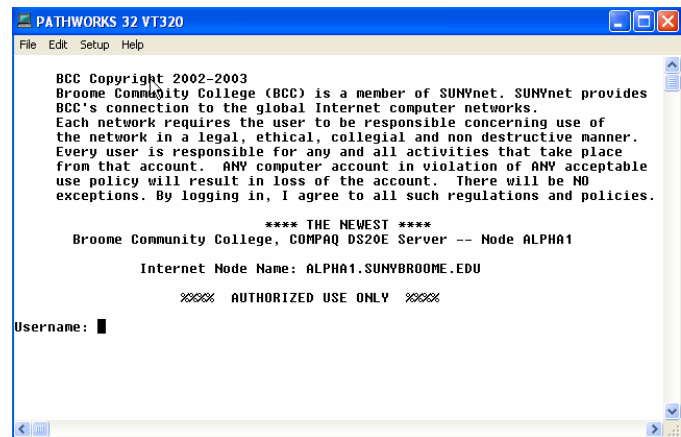 PATHWORKS 32 VT320
File Edit Setup Help
BCC Copyright 2002-2003
Broome Community College (BCC) is a member of SUNYnet. SUNYnet provides
BCC's connection to the global Internet computer networks.
Each network requires the user to be responsible concerning use of
the network in a legal, ethical, collegial and non destructive manner.
Every user is responsible for any and all activities that take place
from that account. ANY computer account in violation of ANY acceptable
use policy will result in loss of the account. There will be NO
exceptions. By logging in, I agree to all such regulations and policies.
**** THE NEWEST ****
Broome Community College, COMPAQ DS20E Server -- Node ALPHA1
Internet Node Name: ALPHA1.SUNYBROOME.EDU
%%%% AUTHORIZED USE ONLY %%%%
Username: